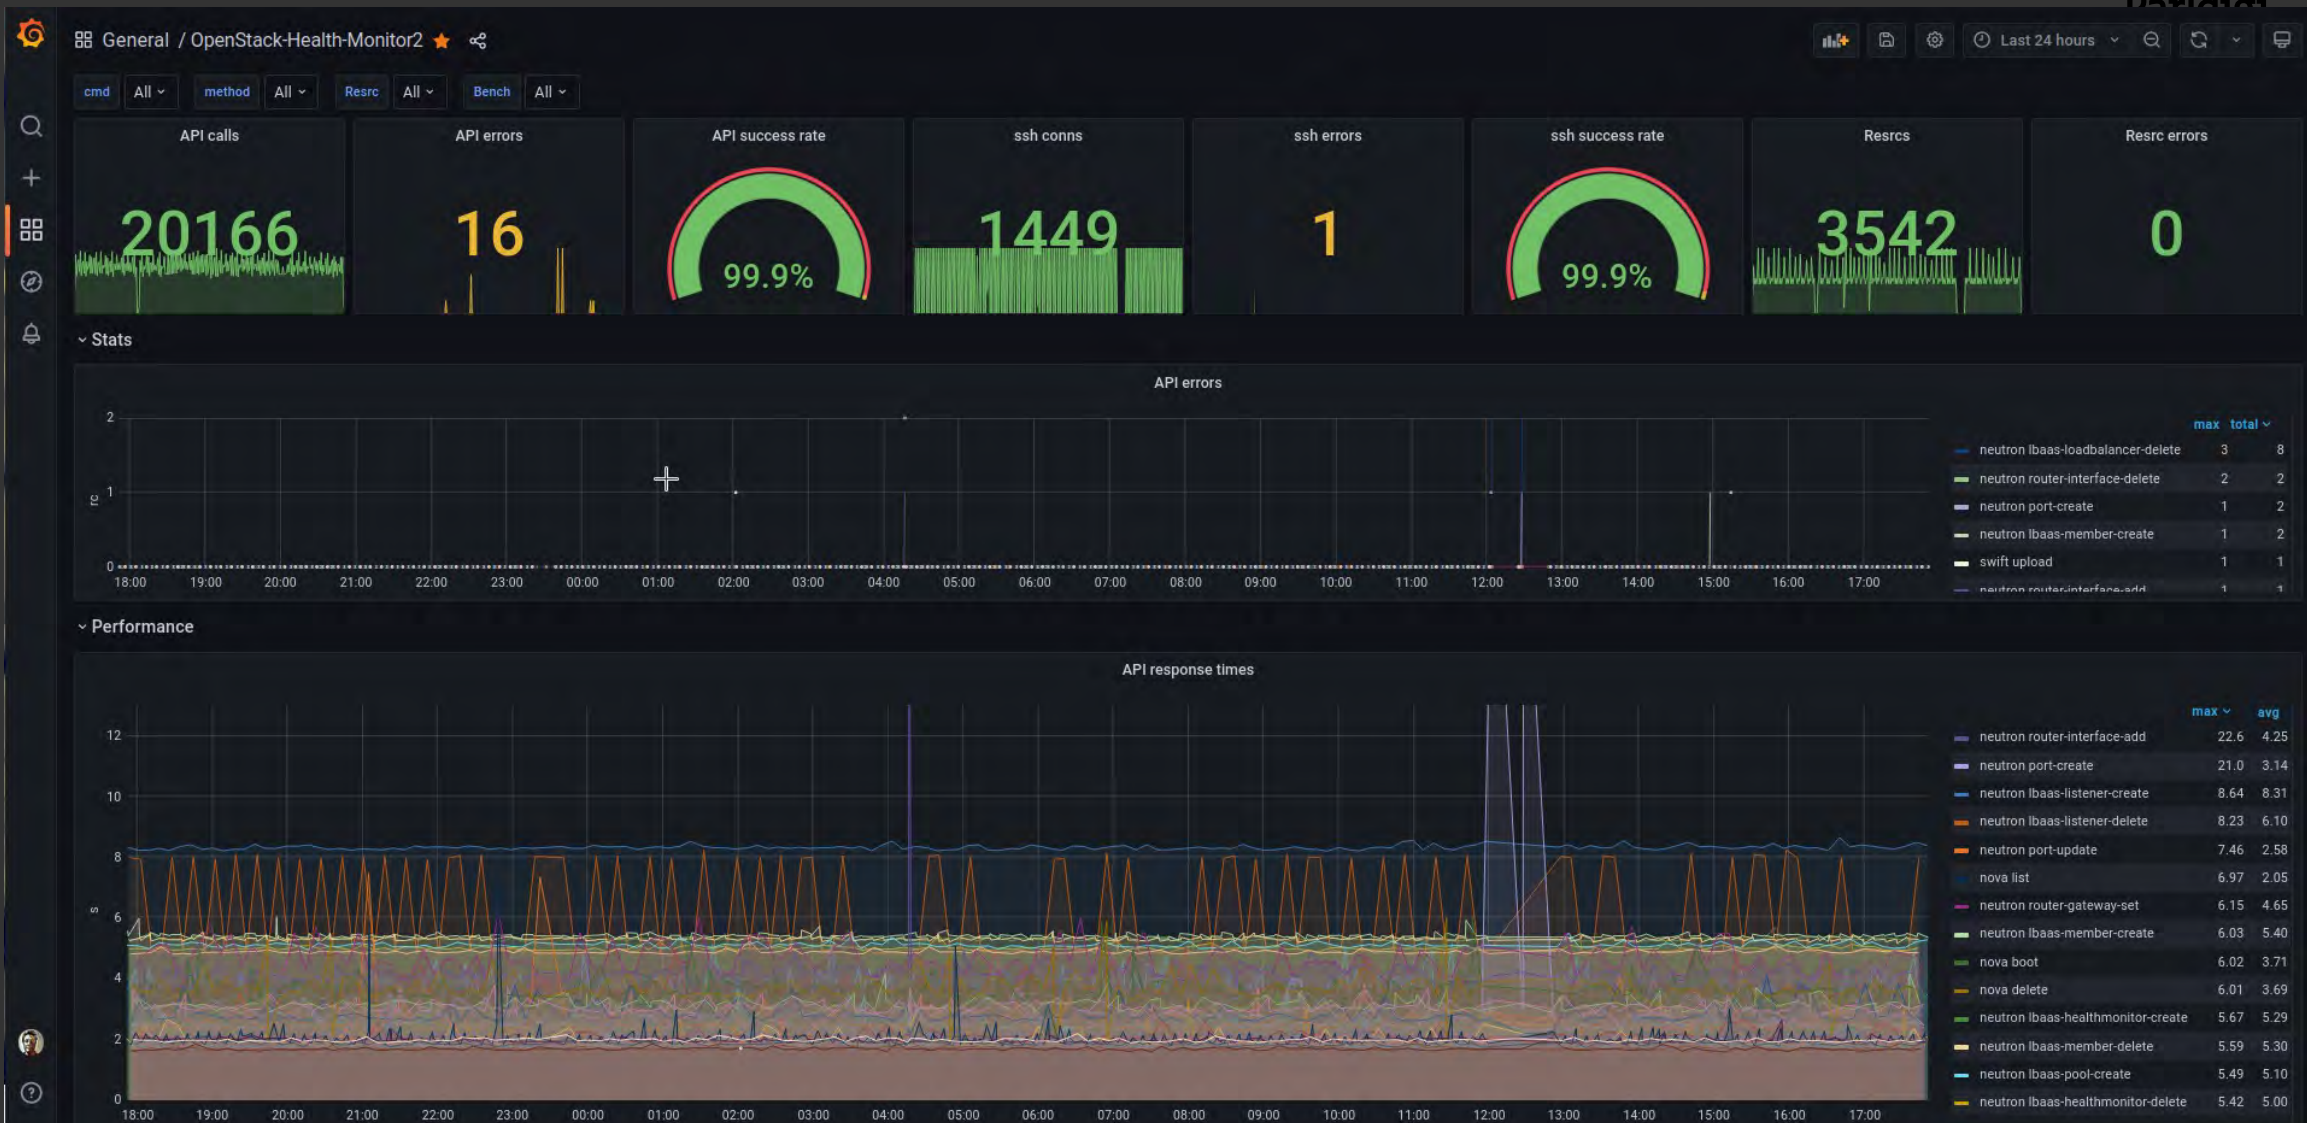 General / OpenStack-Health-Monitor2
Last 24 hours
cmd All method All Resrc All Bench All
API calls
20166
API errors
16
API success rate
99.9%
ssh conns
1449
ssh errors
1
ssh success rate
99.9%
Resrcs
3542
Resrc errors
0
Stats
API errors
2
1
0
rc
18:00 19:00 20:00 21:00 22:00 23:00 00:00 01:00 02:00 03:00 04:00 05:00 06:00 07:00 08:00 09:00 10:00 11:00 12:00 13:00 14:00 15:00 16:00 17:00
max total
neutron lbaas-loadbalancer-delete 3 8
neutron router-interface-delete 2 2
neutron port-create 1 2
neutron lbaas-member-create 1 2
swift upload 1 1
neutron router-interface-add 1 1
Performance
API response times
12
10
8
6
4
2
0
s
18:00 19:00 20:00 21:00 22:00 23:00 00:00 01:00 02:00 03:00 04:00 05:00 06:00 07:00 08:00 09:00 10:00 11:00 12:00 13:00 14:00 15:00 16:00 17:00
max avg
neutron router-interface-add 22.6 4.25
neutron port-create 21.0 3.14
neutron lbaas-listener-create 8.64 8.31
neutron lbaas-listener-delete 8.23 6.10
neutron port-update 7.46 2.58
nova list 6.97 2.05
neutron router-gateway-set 6.15 4.65
neutron lbaas-member-create 6.03 5.40
nova boot 6.02 3.71
nova delete 6.01 3.69
neutron lbaas-healthmonitor-create 5.67 5.29
neutron lbaas-member-delete 5.59 5.30
neutron lbaas-pool-create 5.49 5.10
neutron lbaas-healthmonitor-delete 5.42 5.00